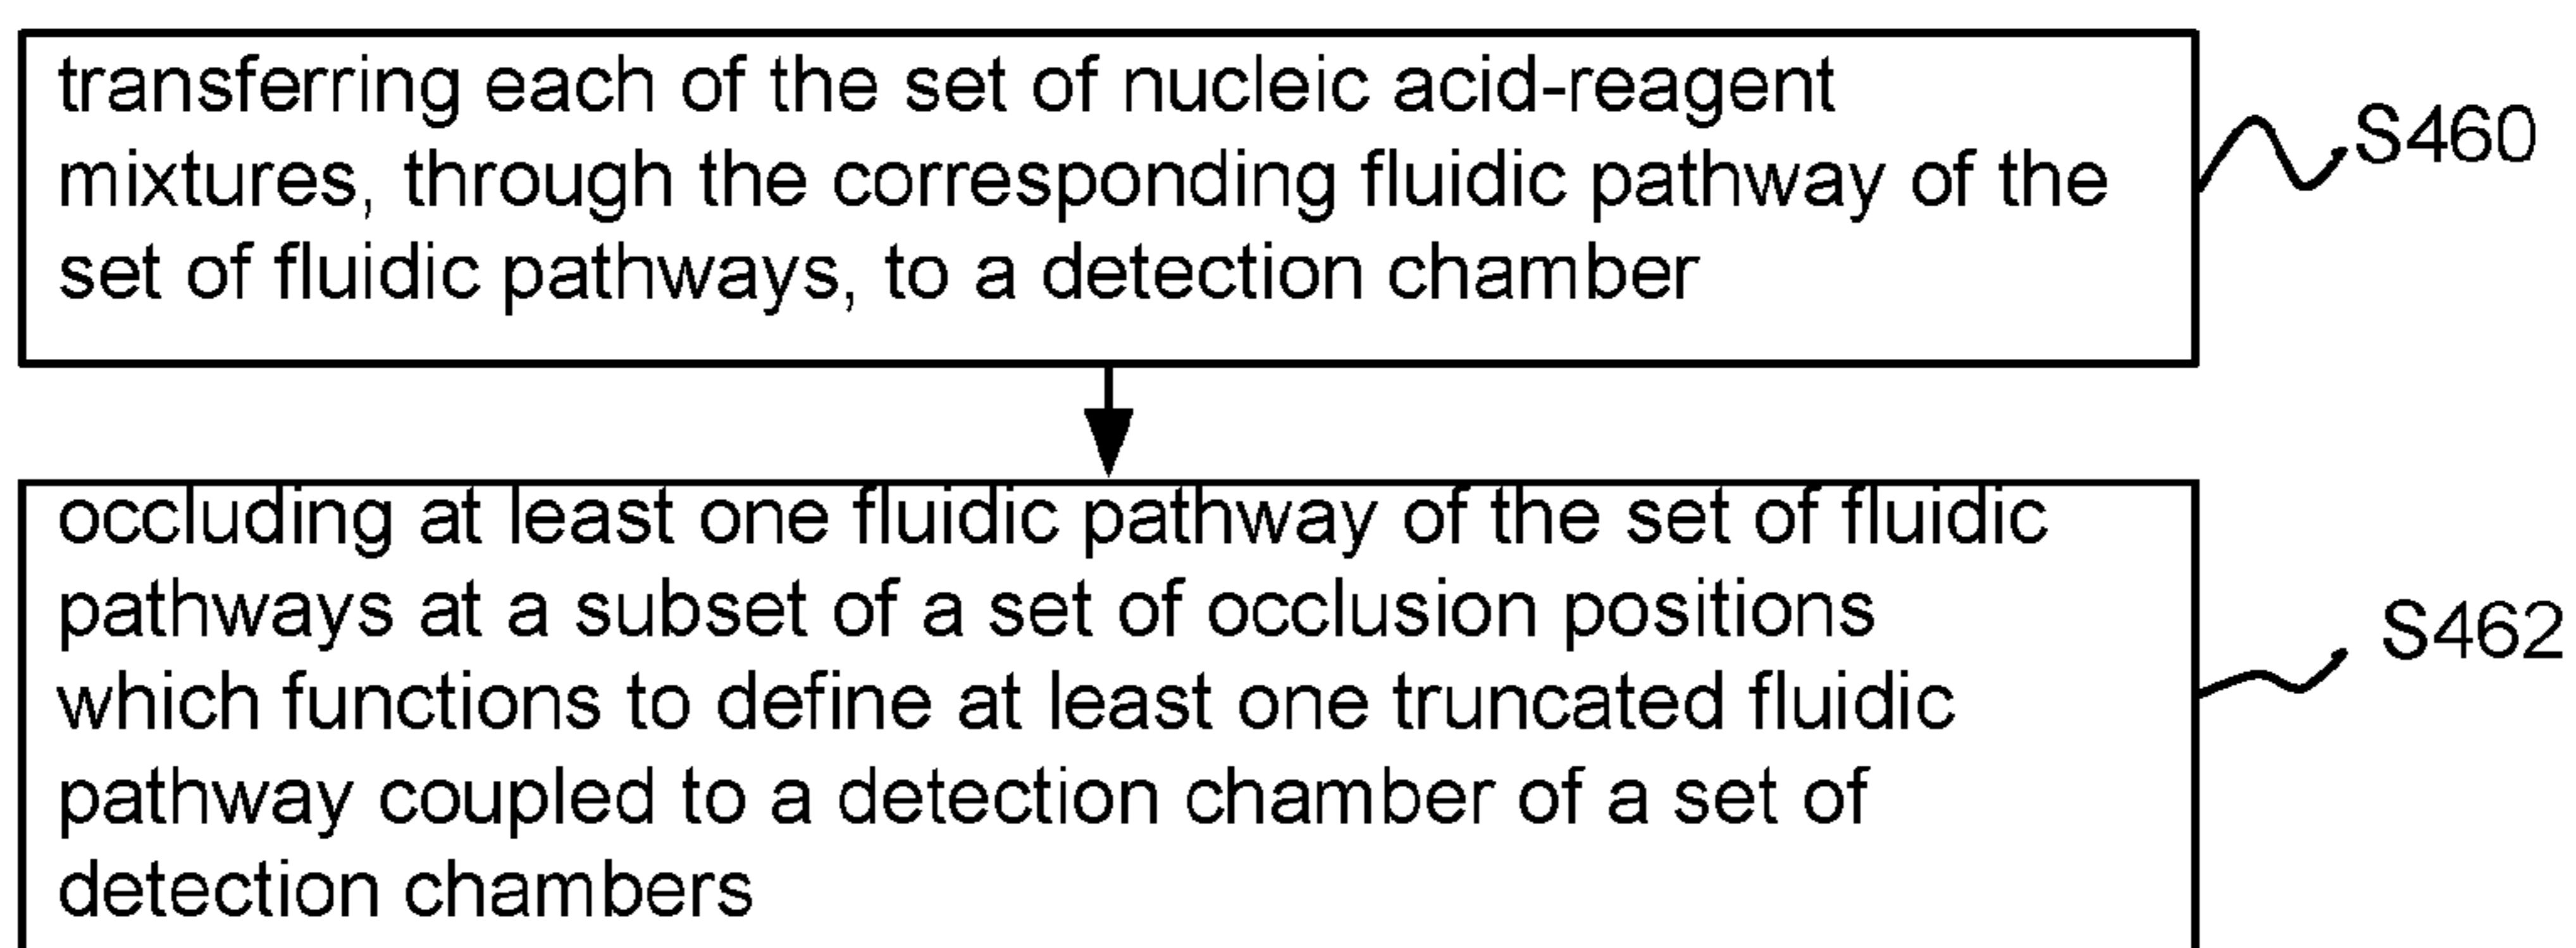 transferring each of the set of nucleic acid-reagent
mixtures, through the corresponding fluidic pathway of the
set of fluidic pathways, to a detection chamber
S460
occluding at least one fluidic pathway of the set of fluidic
pathways at a subset of a set of occlusion positions
which functions to define at least one truncated fluidic
pathway coupled to a detection chamber of a set of
detection chambers
S462